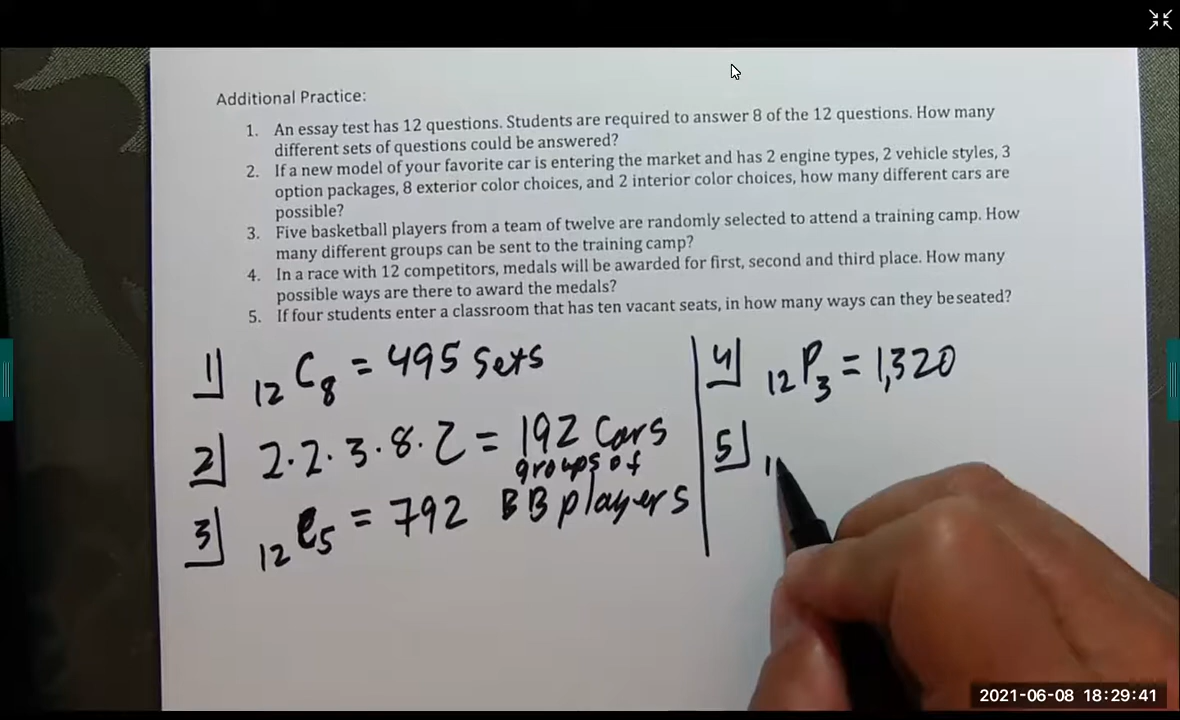 Additional Practice:
1. An essay test has 12 questions. Students are required to answer 8 of the 12 questions. How many
different sets of questions could be answered?
2. If a new model of your favorite car is entering the market and has 2 engine types, 2 vehicle styles, 3
option packages, 8 exterior color choices, and 2 interior color choices, how many different cars are
possible?
3. Five basketball players from a team of twelve are randomly selected to attend a training camp. How
many different groups can be sent to the training camp?
4. In a race with 12 competitors, medals will be awarded for first, second and third place. How many
possible ways are there to award the medals?
5. If four students enter a classroom that has ten vacant seats, in how many ways can they be seated?
1) ₁₂C₈ = 495 sets
2) 2·2·3·8·2 = 192 Cars
3) ₁₂C₅ = 792 groups of BB players
4) ₁₂P₃ = 1,320
5)
2021-06-08 18:29:41